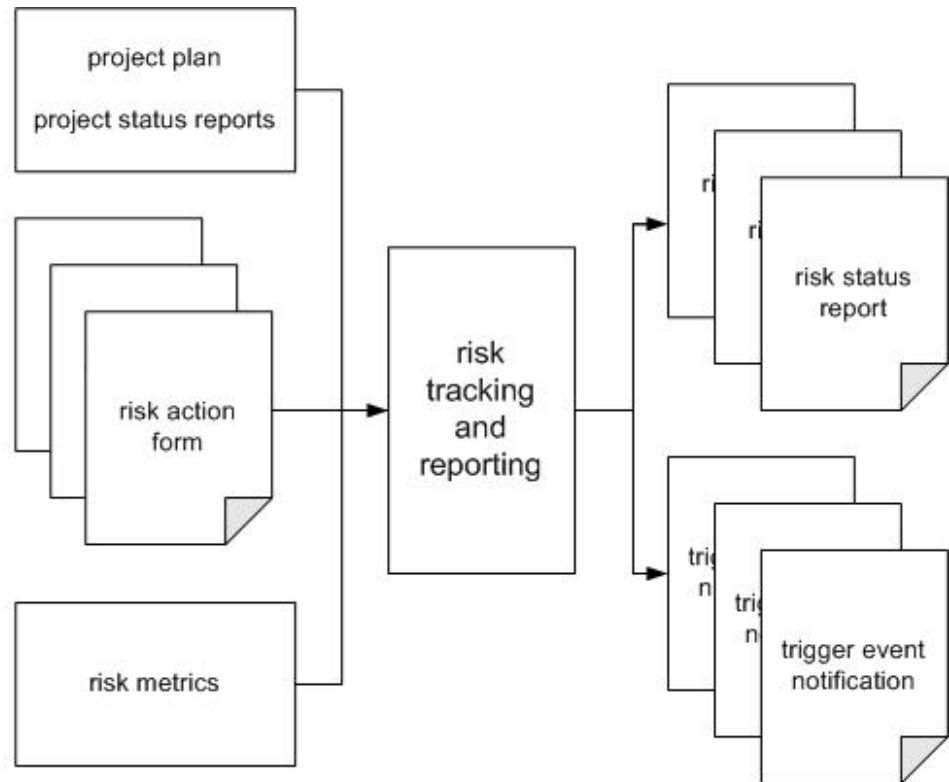 project plan
project status reports
risk action
form
risk metrics
risk
tracking
and
reporting
risk status
report
trigger event
notification